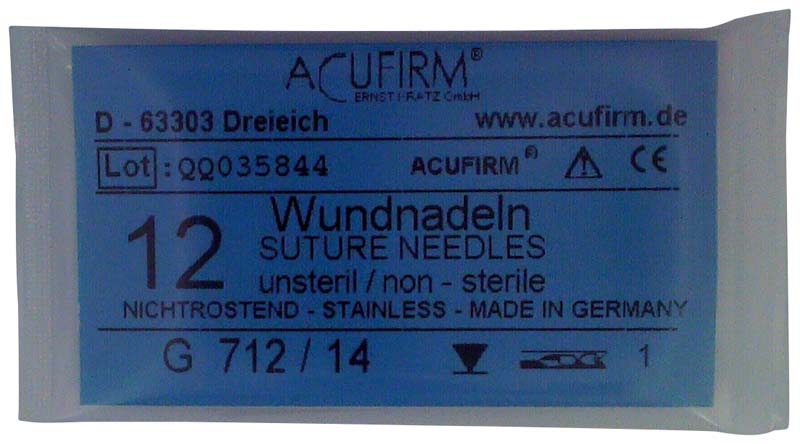 ACUFIRM®
ERNST KRATZ GmbH
D - 63303 Dreieich www.acufirm.de
Lot : QQ035844 ACUFIRM® CE
12 Wundnadeln
SUTURE NEEDLES
unsteril / non - sterile
NICHTROSTEND - STAINLESS - MADE IN GERMANY
G 712 / 14 1